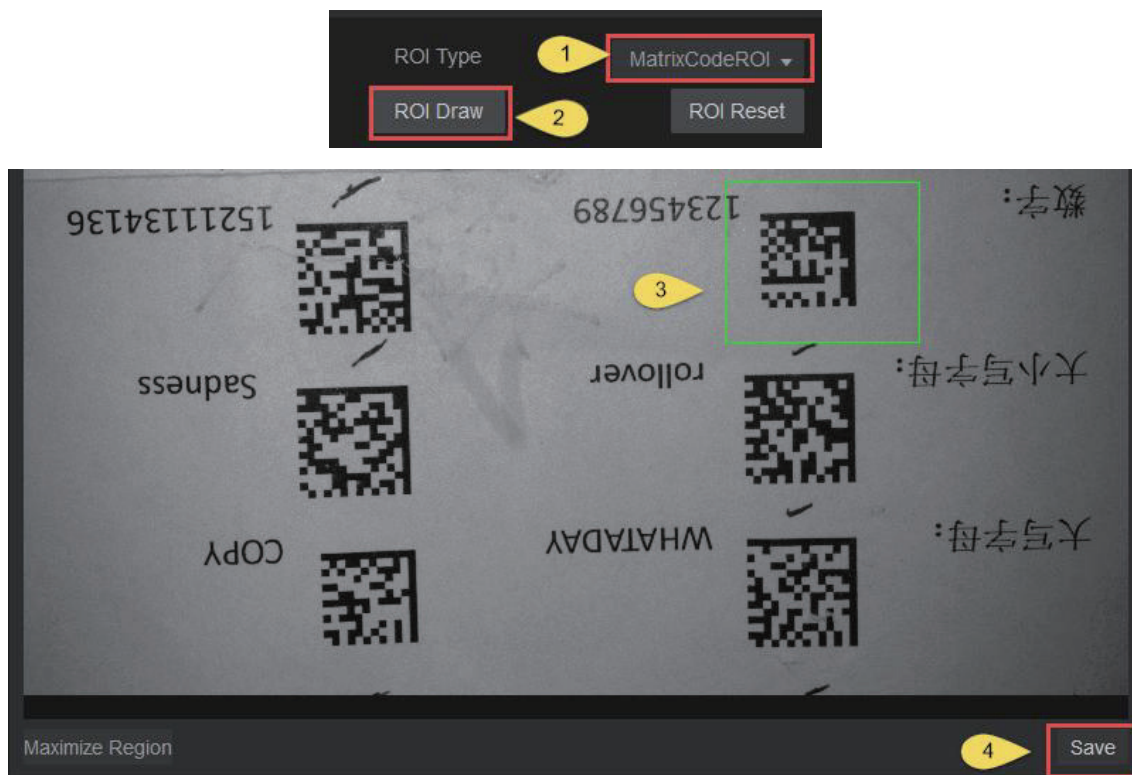 ROI Type
1
MatrixCodeROI
ROI Draw
2
ROI Reset
数字：
123456789
15211134136
3
大小写字母：
rollover
Sadness
大写字母：
WHATADAY
COPY
Maximize Region
4
Save